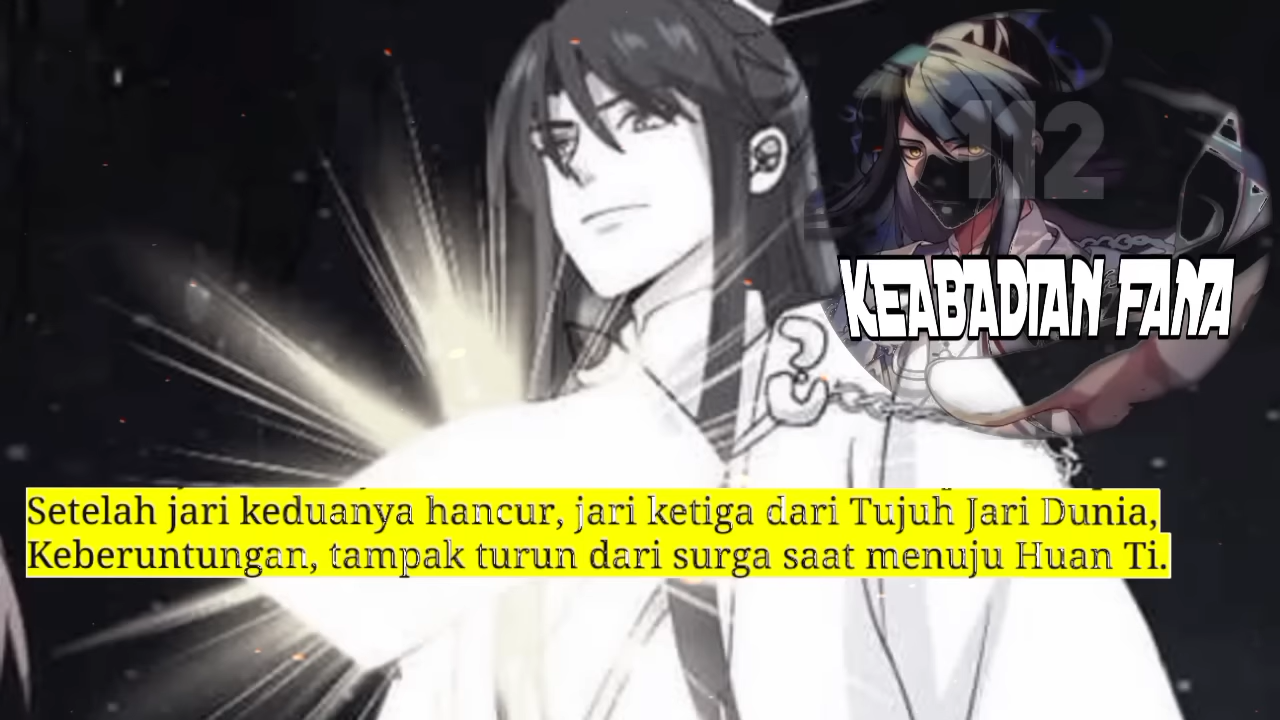 112
KEABADIAN FANA
Setelah jari keduanya hancur, jari ketiga dari Tujuh Jari Dunia,
Keberuntungan, tampak turun dari surga saat menuju Huan Ti.